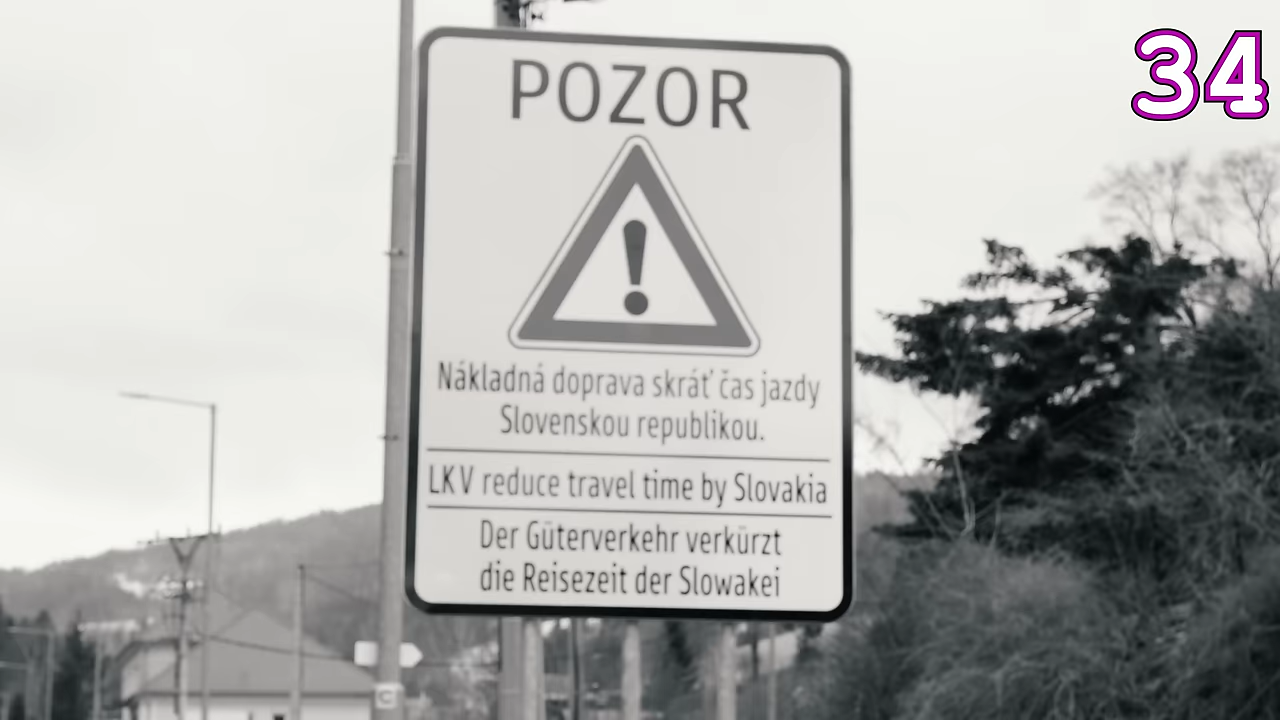 34
POZOR
Nákladná doprava skráť čas jazdy
Slovenskou republikou.
LKV reduce travel time by Slovakia
Der Güterverkehr verkürzt
die Reisezeit der Slowakei